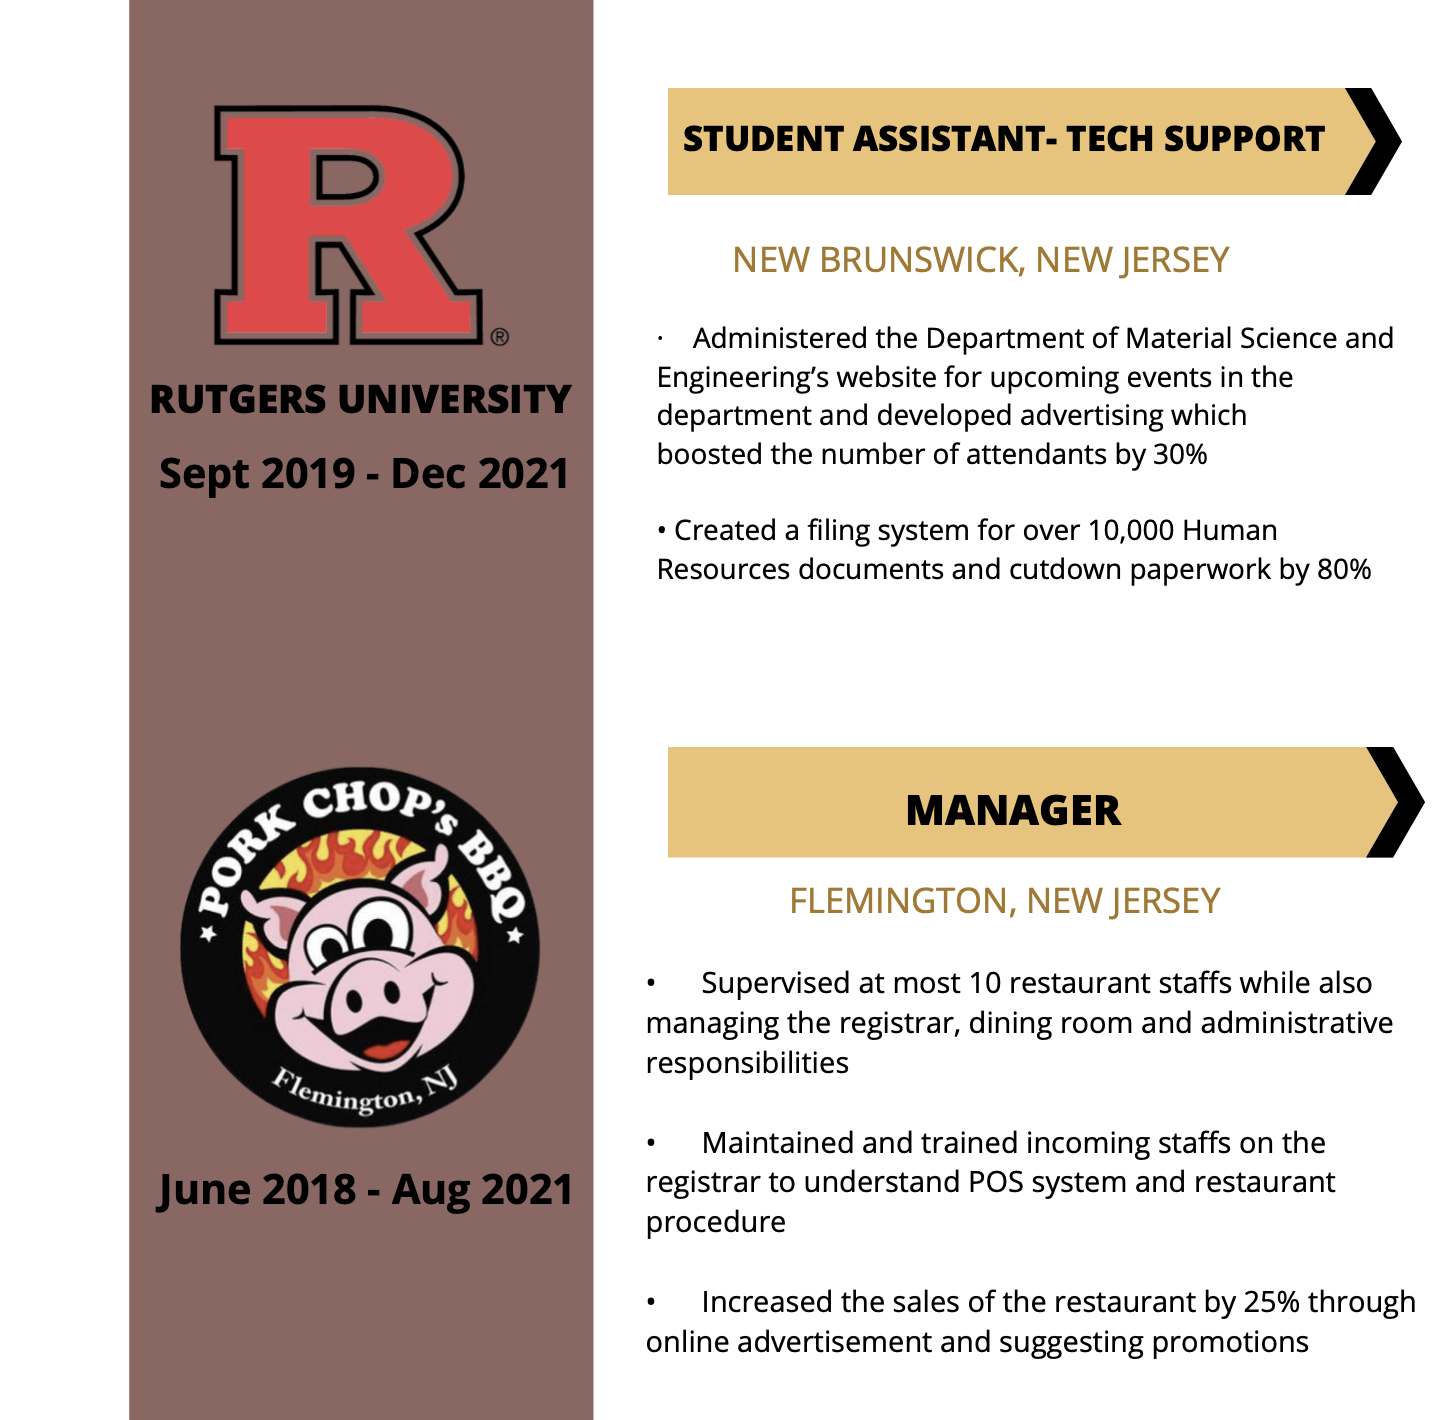 R
®
RUTGERS UNIVERSITY
Sept 2019 - Dec 2021
STUDENT ASSISTANT- TECH SUPPORT
NEW BRUNSWICK, NEW JERSEY
· Administered the Department of Material Science and
Engineering’s website for upcoming events in the
department and developed advertising which
boosted the number of attendants by 30%
• Created a filing system for over 10,000 Human
Resources documents and cutdown paperwork by 80%
PORK CHOP's BBQ
Flemington, NJ
June 2018 - Aug 2021
MANAGER
FLEMINGTON, NEW JERSEY
• Supervised at most 10 restaurant staffs while also
managing the registrar, dining room and administrative
responsibilities
• Maintained and trained incoming staffs on the
registrar to understand POS system and restaurant
procedure
• Increased the sales of the restaurant by 25% through
online advertisement and suggesting promotions